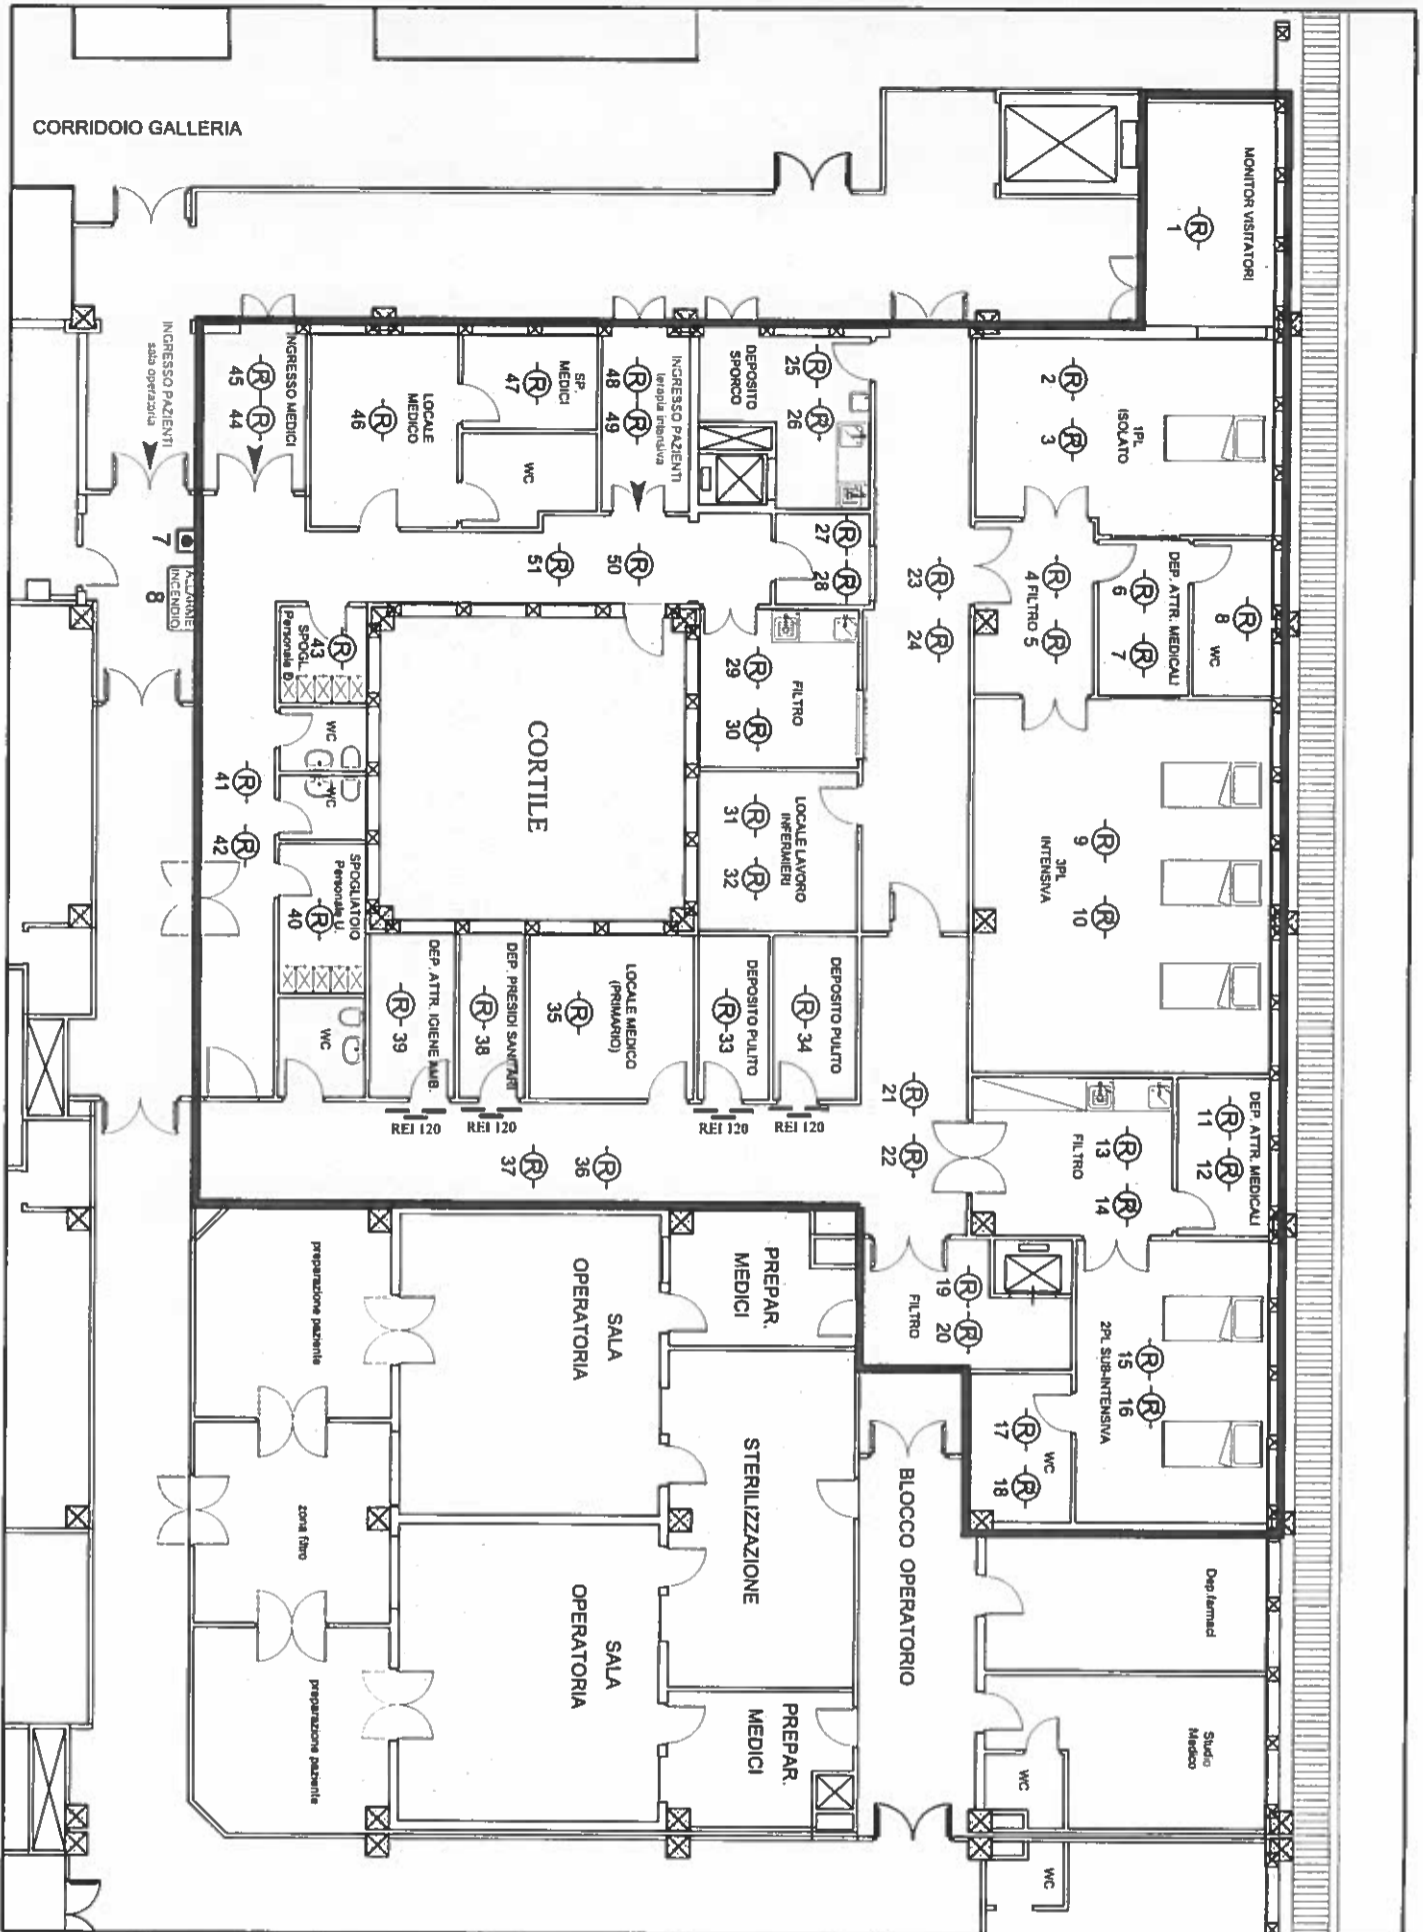 CORRIDOIO GALLERIA
MONITOR VISITATORI
R
1
INGRESSO PAZIENTI
sala operatoria
INGRESSO MEDICI
R R
45 44
LOCALE
MEDICO
R
46
SP.
MEDICI
R
47
WC
INGRESSO PAZIENTI
terapia intensiva
R R
48 49
DEPOSITO
SPORCO
R R
25 26
R R
2 3
1PL
ISOLATO
7
ALLARME
INCENDIO
8
R
51
R
50
R R
27 28
R R
23 24
R R
4 FILTRO 5
DEP. ATTR. MEDICALI
R R
6 7
R
8
WC
R
43
SPOGL.
Personale D
WC
WC
R R
41 42
SPOGLIATOIO
Personale U.
R
40
WC
CORTILE
FILTRO
R R
29 30
LOCALE LAVORO
INFERMIERI
R R
31 32
R R
9 10
3PL
INTENSIVA
DEP. ATTR. IGIENE AMB.
R 39
DEP. PRESIDI SANITARI
R 38
LOCALE MEDICO
(PRIMARIO)
R
35
DEPOSITO PULITO
R 33
DEPOSITO PULITO
R 34
REI 120
REI 120
REI 120
REI 120
R
37
R
36
R R
21 22
DEP. ATTR. MEDICALI
R R
11 12
R R
13 14
FILTRO
R R
19 20
FILTRO
R R
15 16
2PL SUB-INTENSIVA
R R
17 18
WC
preparazione paziente
SALA
OPERATORIA
PREPAR.
MEDICI
STERILIZZAZIONE
BLOCCO OPERATORIO
zona filtro
preparazione paziente
SALA
OPERATORIA
PREPAR.
MEDICI
Dep.farmaci
Studio
Medico
WC
WC